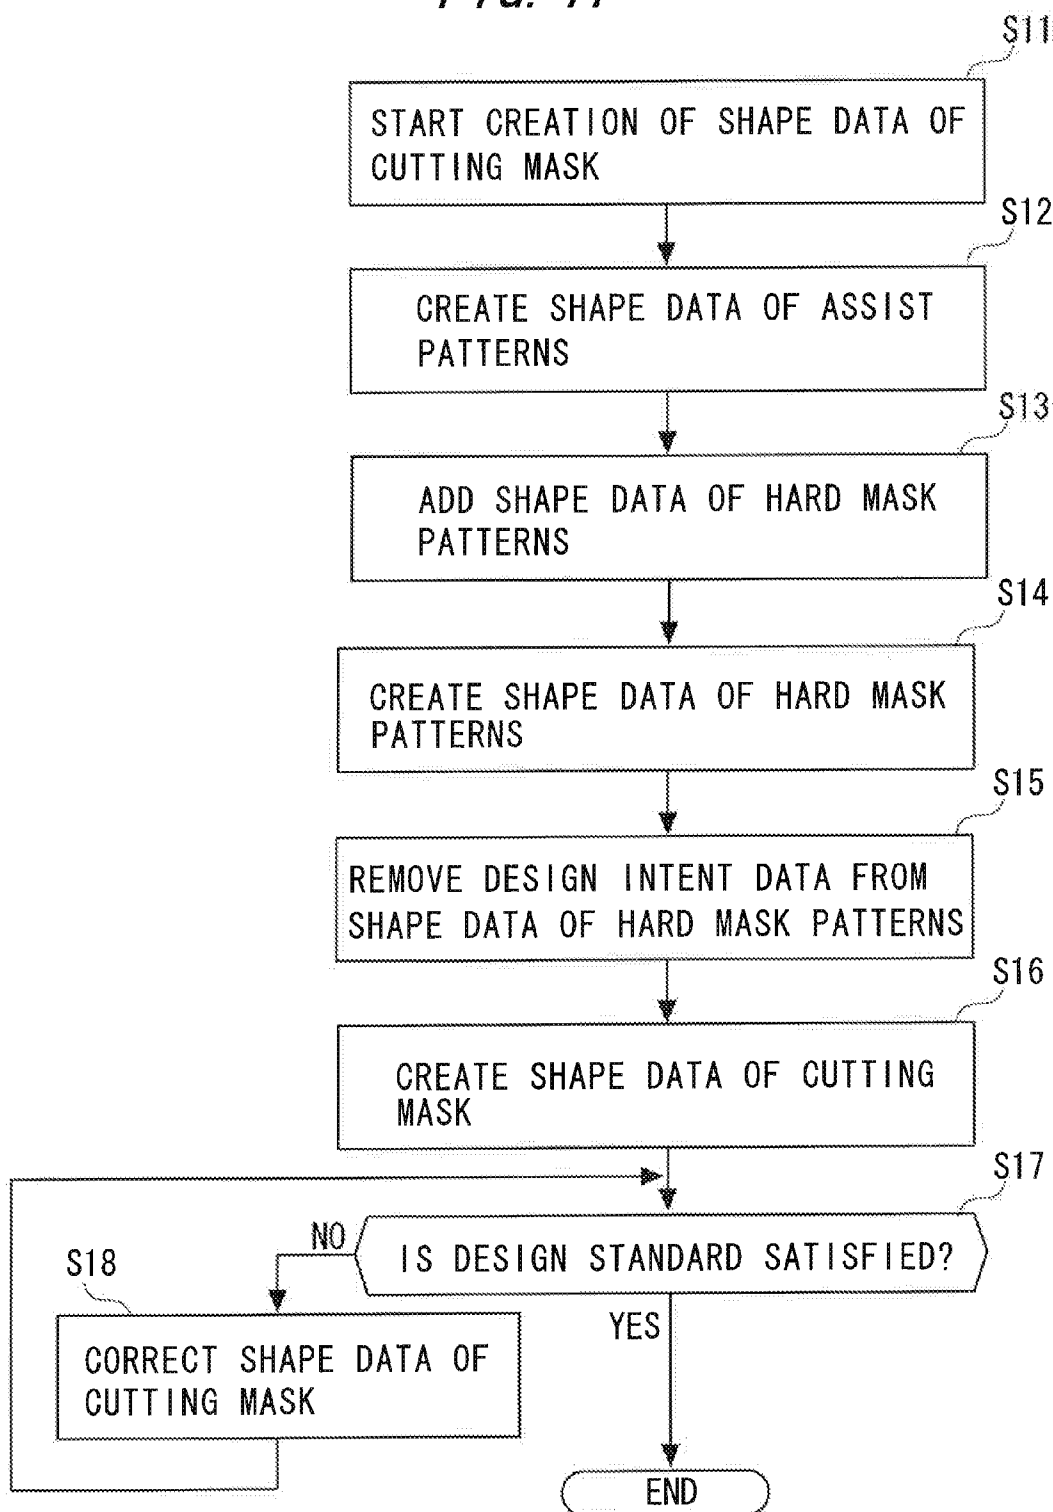 S11
START CREATION OF SHAPE DATA OF
CUTTING MASK
S12
CREATE SHAPE DATA OF ASSIST
PATTERNS
S13
ADD SHAPE DATA OF HARD MASK
PATTERNS
S14
CREATE SHAPE DATA OF HARD MASK
PATTERNS
S15
REMOVE DESIGN INTENT DATA FROM
SHAPE DATA OF HARD MASK PATTERNS
S16
CREATE SHAPE DATA OF CUTTING
MASK
S17
IS DESIGN STANDARD SATISFIED?
NO
S18
YES
CORRECT SHAPE DATA OF
CUTTING MASK
END